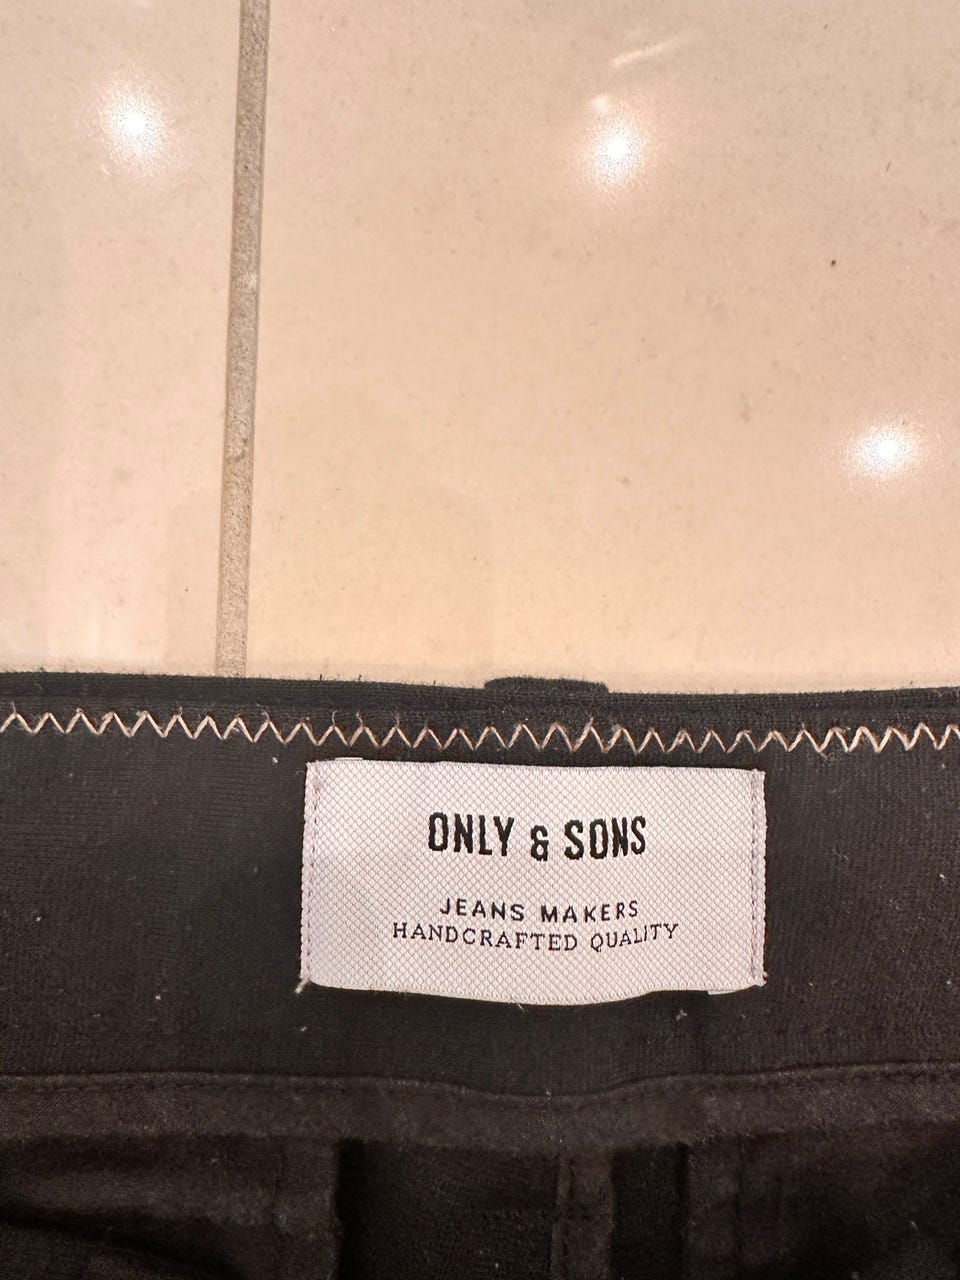 ONLY & SONS
JEANS MAKERS
HANDCRAFTED QUALITY